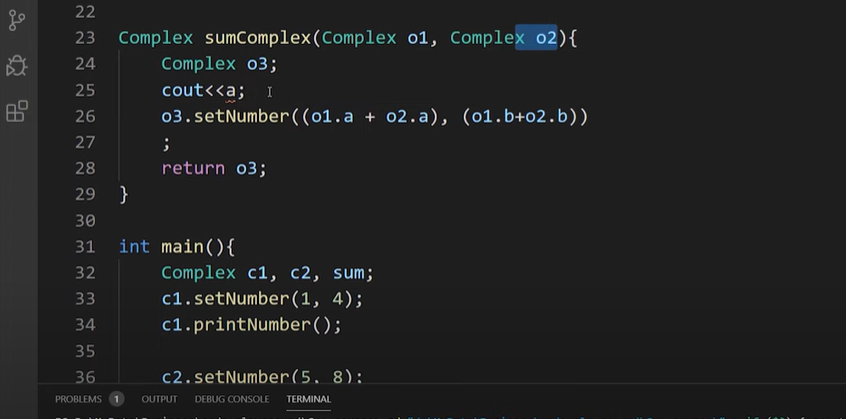 22
23 Complex sumComplex(Complex o1, Complex o2){
24     Complex o3;
25     cout<<a;
26     o3.setNumber((o1.a + o2.a), (o1.b+o2.b))
27     ;
28     return o3;
29 }
30
31 int main(){
32     Complex c1, c2, sum;
33     c1.setNumber(1, 4);
34     c1.printNumber();
35
36     c2.setNumber(5, 8);
PROBLEMS 1 OUTPUT DEBUG CONSOLE TERMINAL